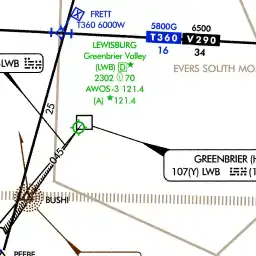 FRETT
T360 6000W
5800G
6500
T360
V290
16
34
LEWISBURG
Greenbrier Valley
(LWB) D★
2302 70
AWOS-3 121.4
(A) ★121.4
EVERS SOUTH MO
LWB
25
045
GREENBRIER (H
107(Y) LWB
BUSHI
PEEBE